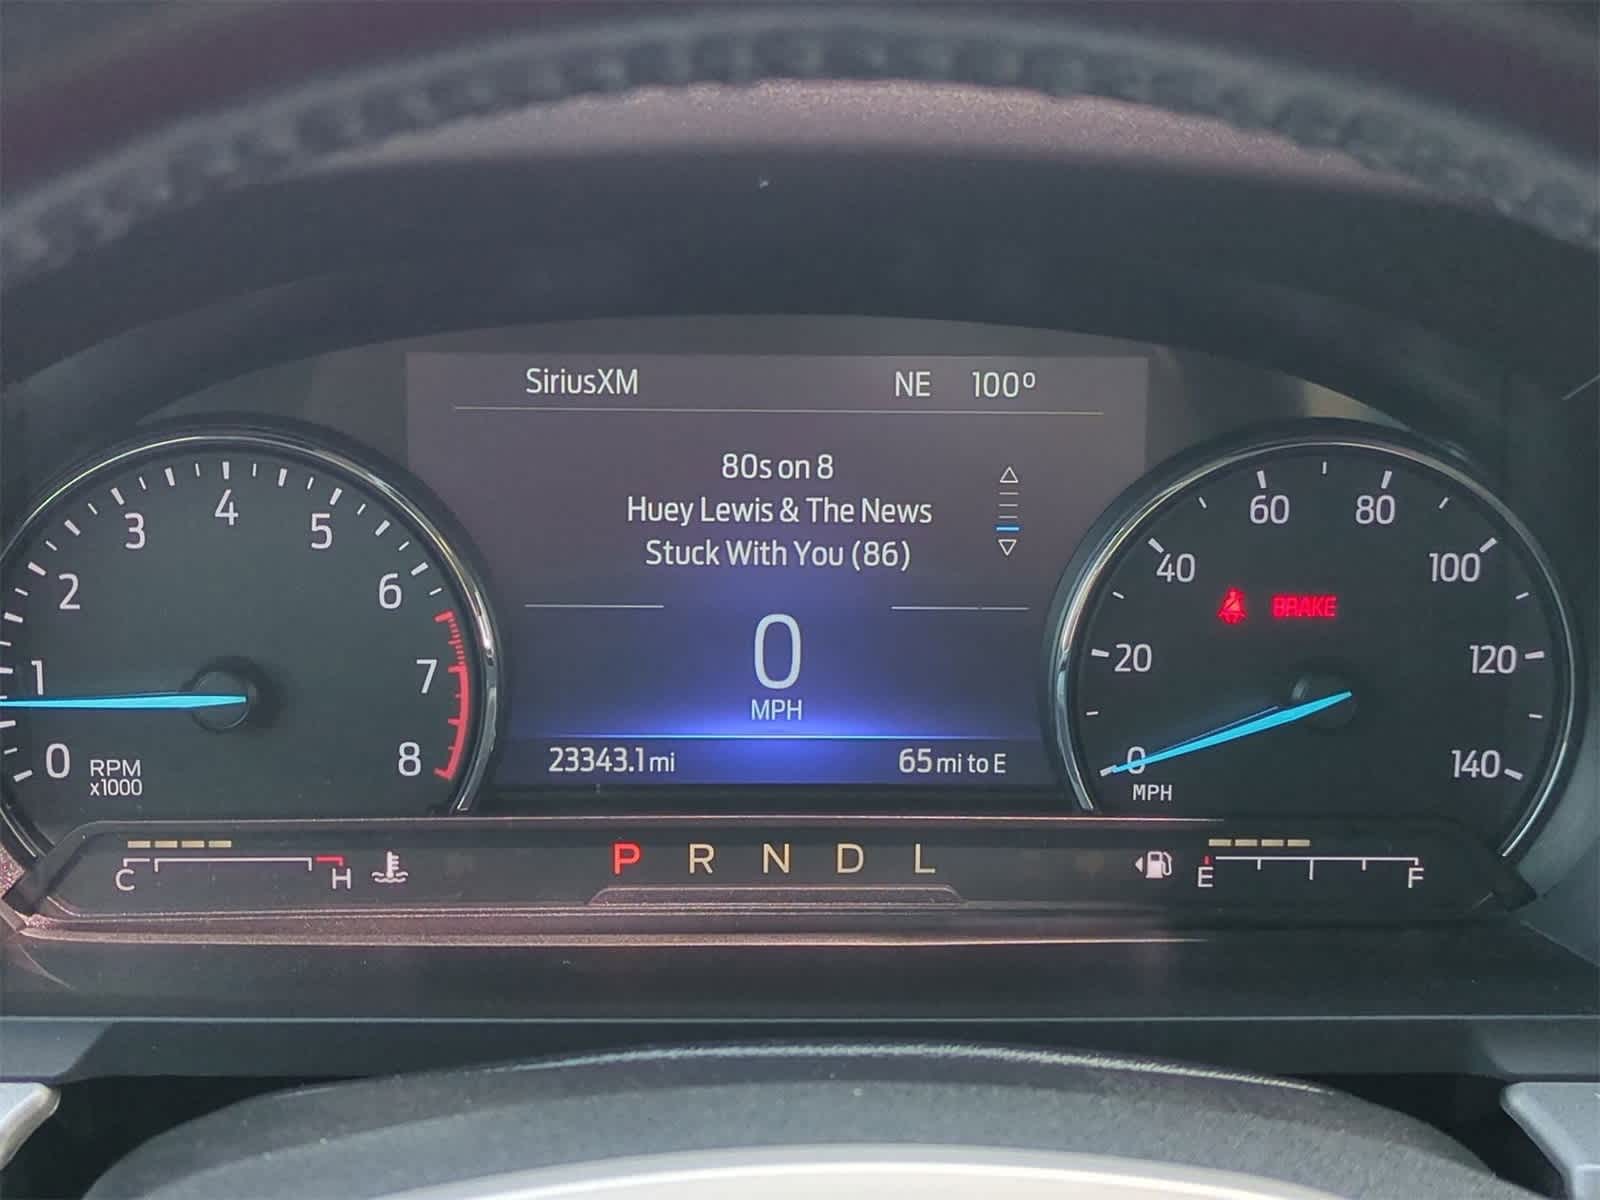 SiriusXM NE 100º
80s on 8
Huey Lewis & The News
Stuck With You (86)
0
MPH
23343.1 mi 65 mi to E
0 1 2 3 4 5 6 7 8
RPM
x1000
0 20 40 60 80 100 120 140
MPH
BRAKE
C H
P R N D L
E F